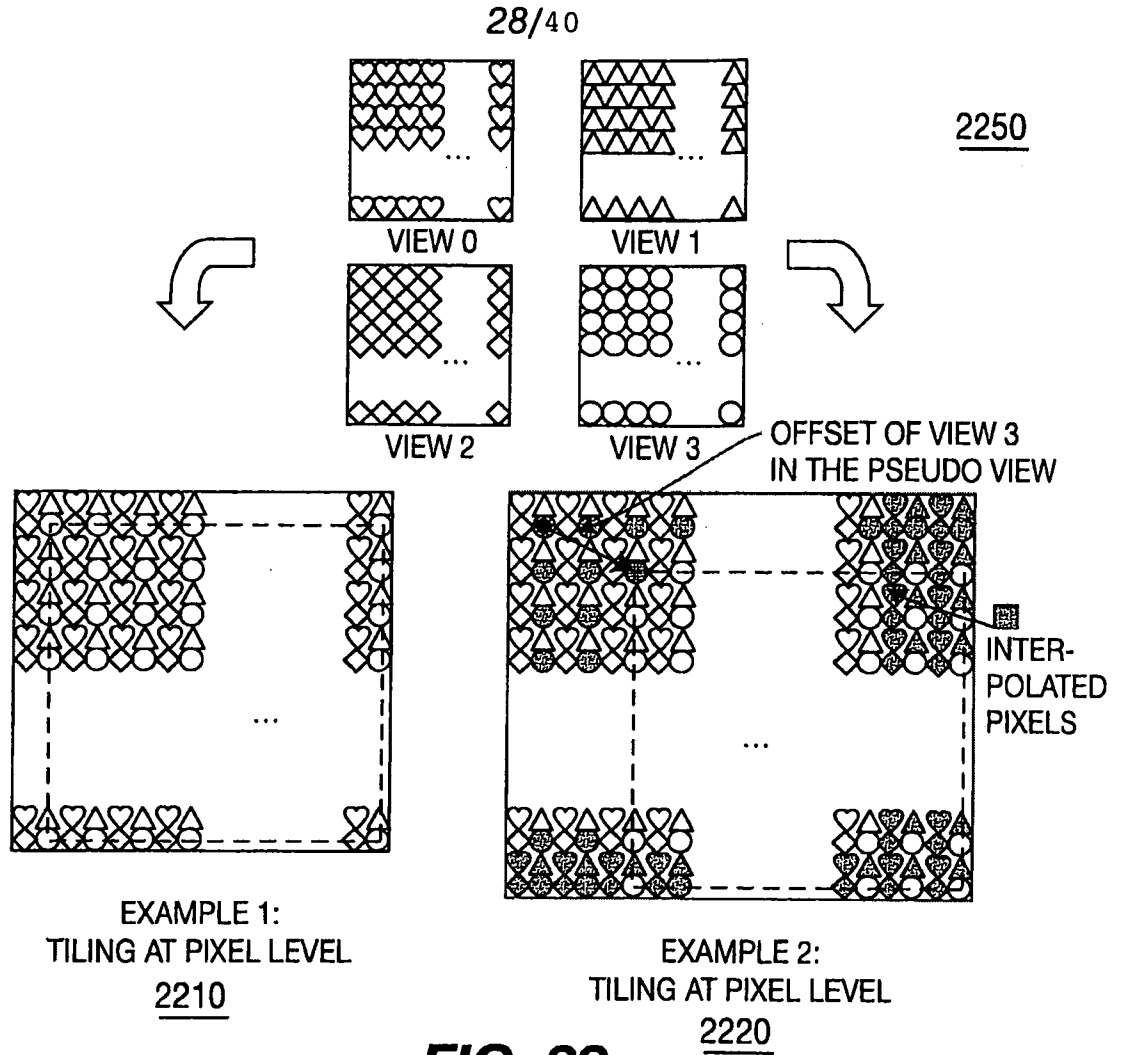 28/40
2250
...
...
VIEW 0
VIEW 1
...
...
VIEW 2
VIEW 3
OFFSET OF VIEW 3
IN THE PSEUDO VIEW
INTER-
POLATED
PIXELS
...
...
EXAMPLE 1:
TILING AT PIXEL LEVEL
2210
EXAMPLE 2:
TILING AT PIXEL LEVEL
2220
FIG.